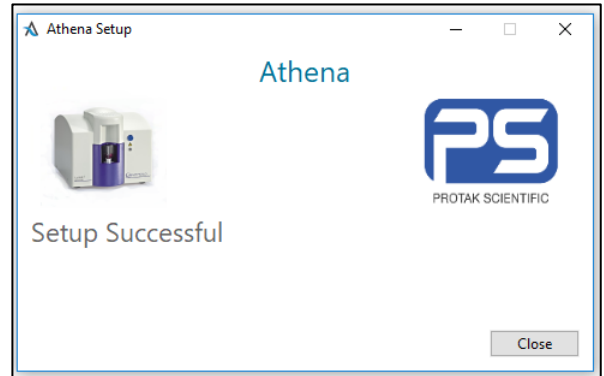 Athena Setup
Athena
PS
PROTAK SCIENTIFIC
Setup Successful
Close